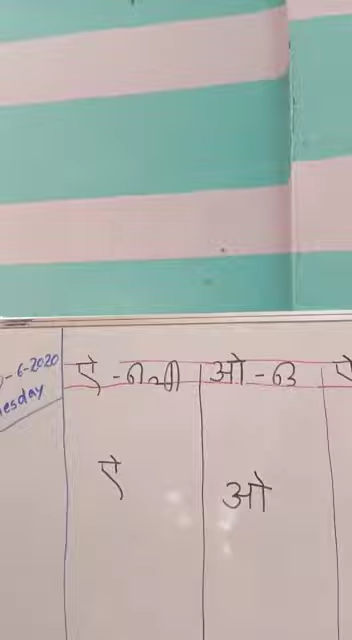 -6-2020
esday
ऐ - ഐ
ओ - ഒ
ऐ
ओ